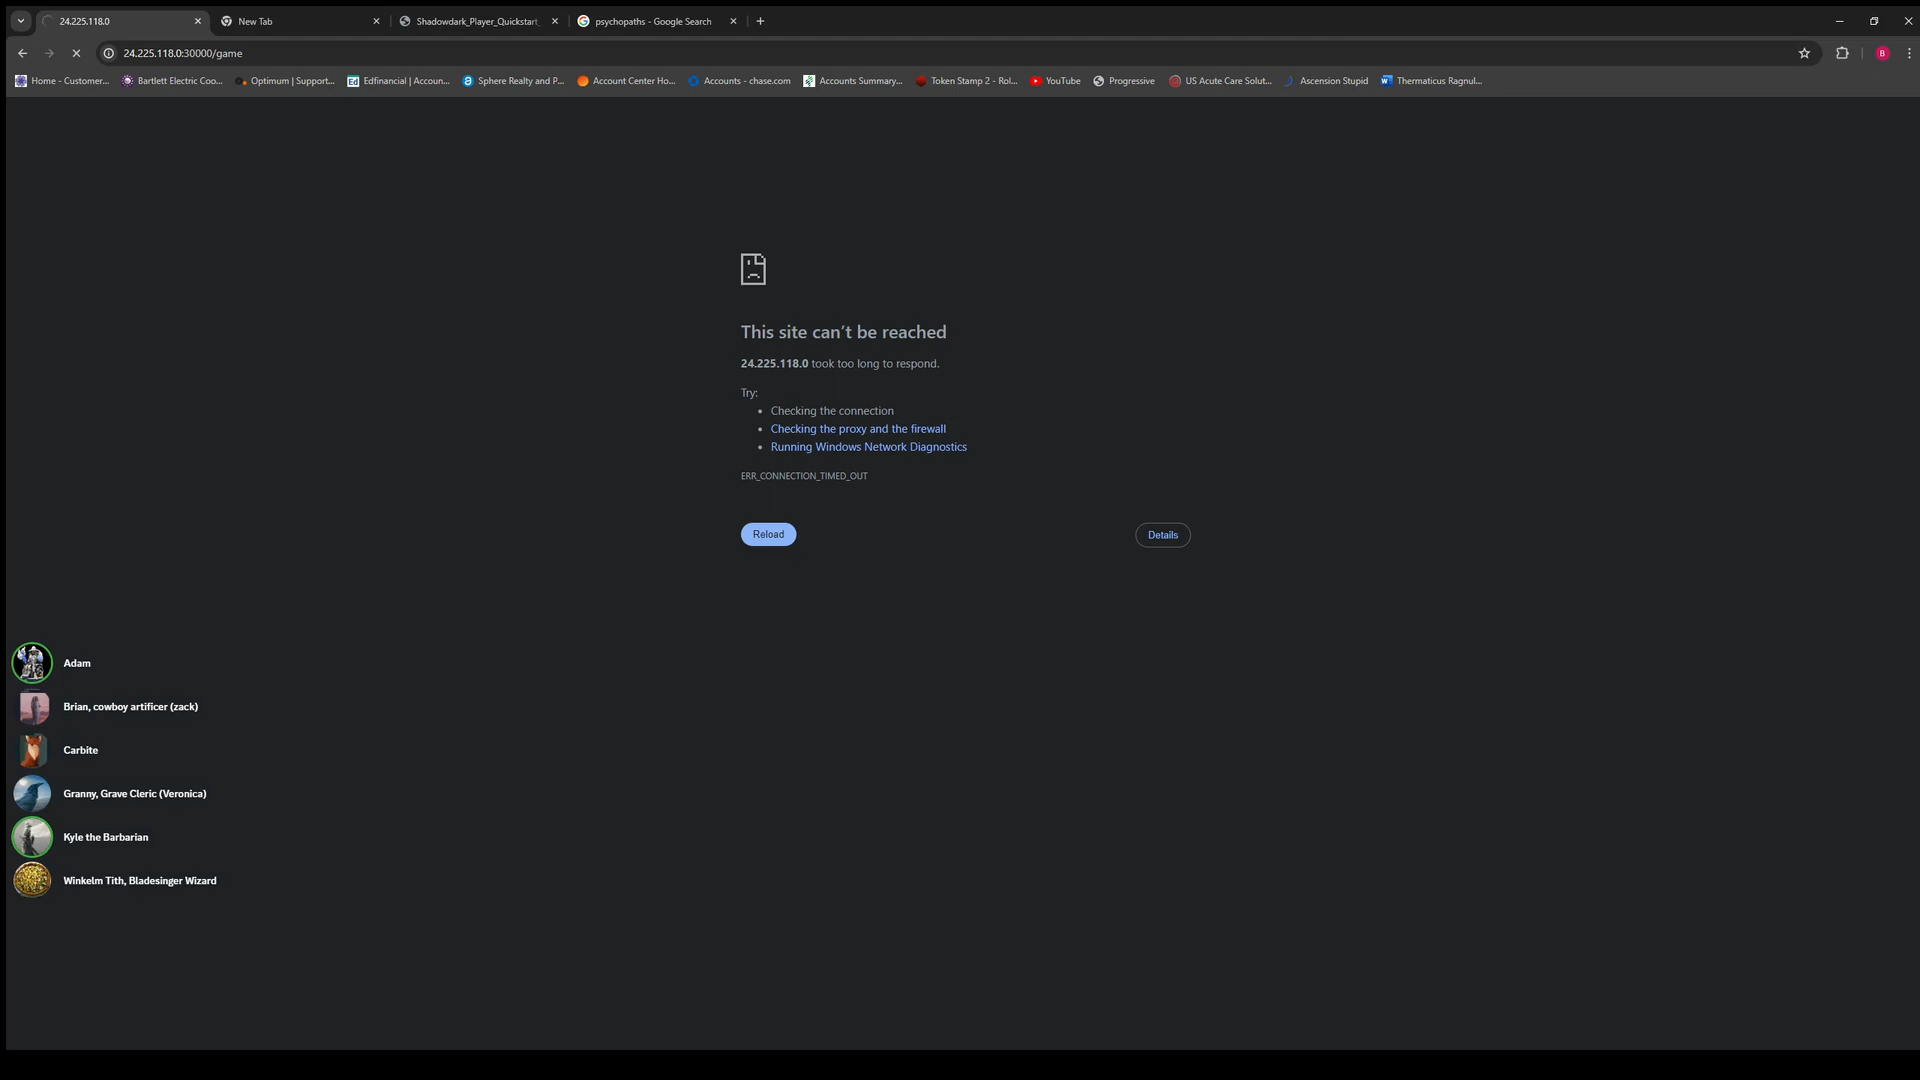 24.225.118.0
New Tab
Shadowdark_Player_Quickstart_
psychopaths - Google Search
24.225.118.0:30000/game
Home - Customer...
Bartlett Electric Coo...
Optimum | Support...
Edfinancial | Accoun...
Sphere Realty and P...
Account Center Ho...
Accounts - chase.com
Accounts Summary...
Token Stamp 2 - Rol...
YouTube
Progressive
US Acute Care Solut...
Ascension Stupid
Thermaticus Ragnul...
This site can’t be reached
24.225.118.0 took too long to respond.
Try:
• Checking the connection
• Checking the proxy and the firewall
• Running Windows Network Diagnostics
ERR_CONNECTION_TIMED_OUT
Reload
Details
Adam
Brian, cowboy artificer (zack)
Carbite
Granny, Grave Cleric (Veronica)
Kyle the Barbarian
Winkelm Tith, Bladesinger Wizard